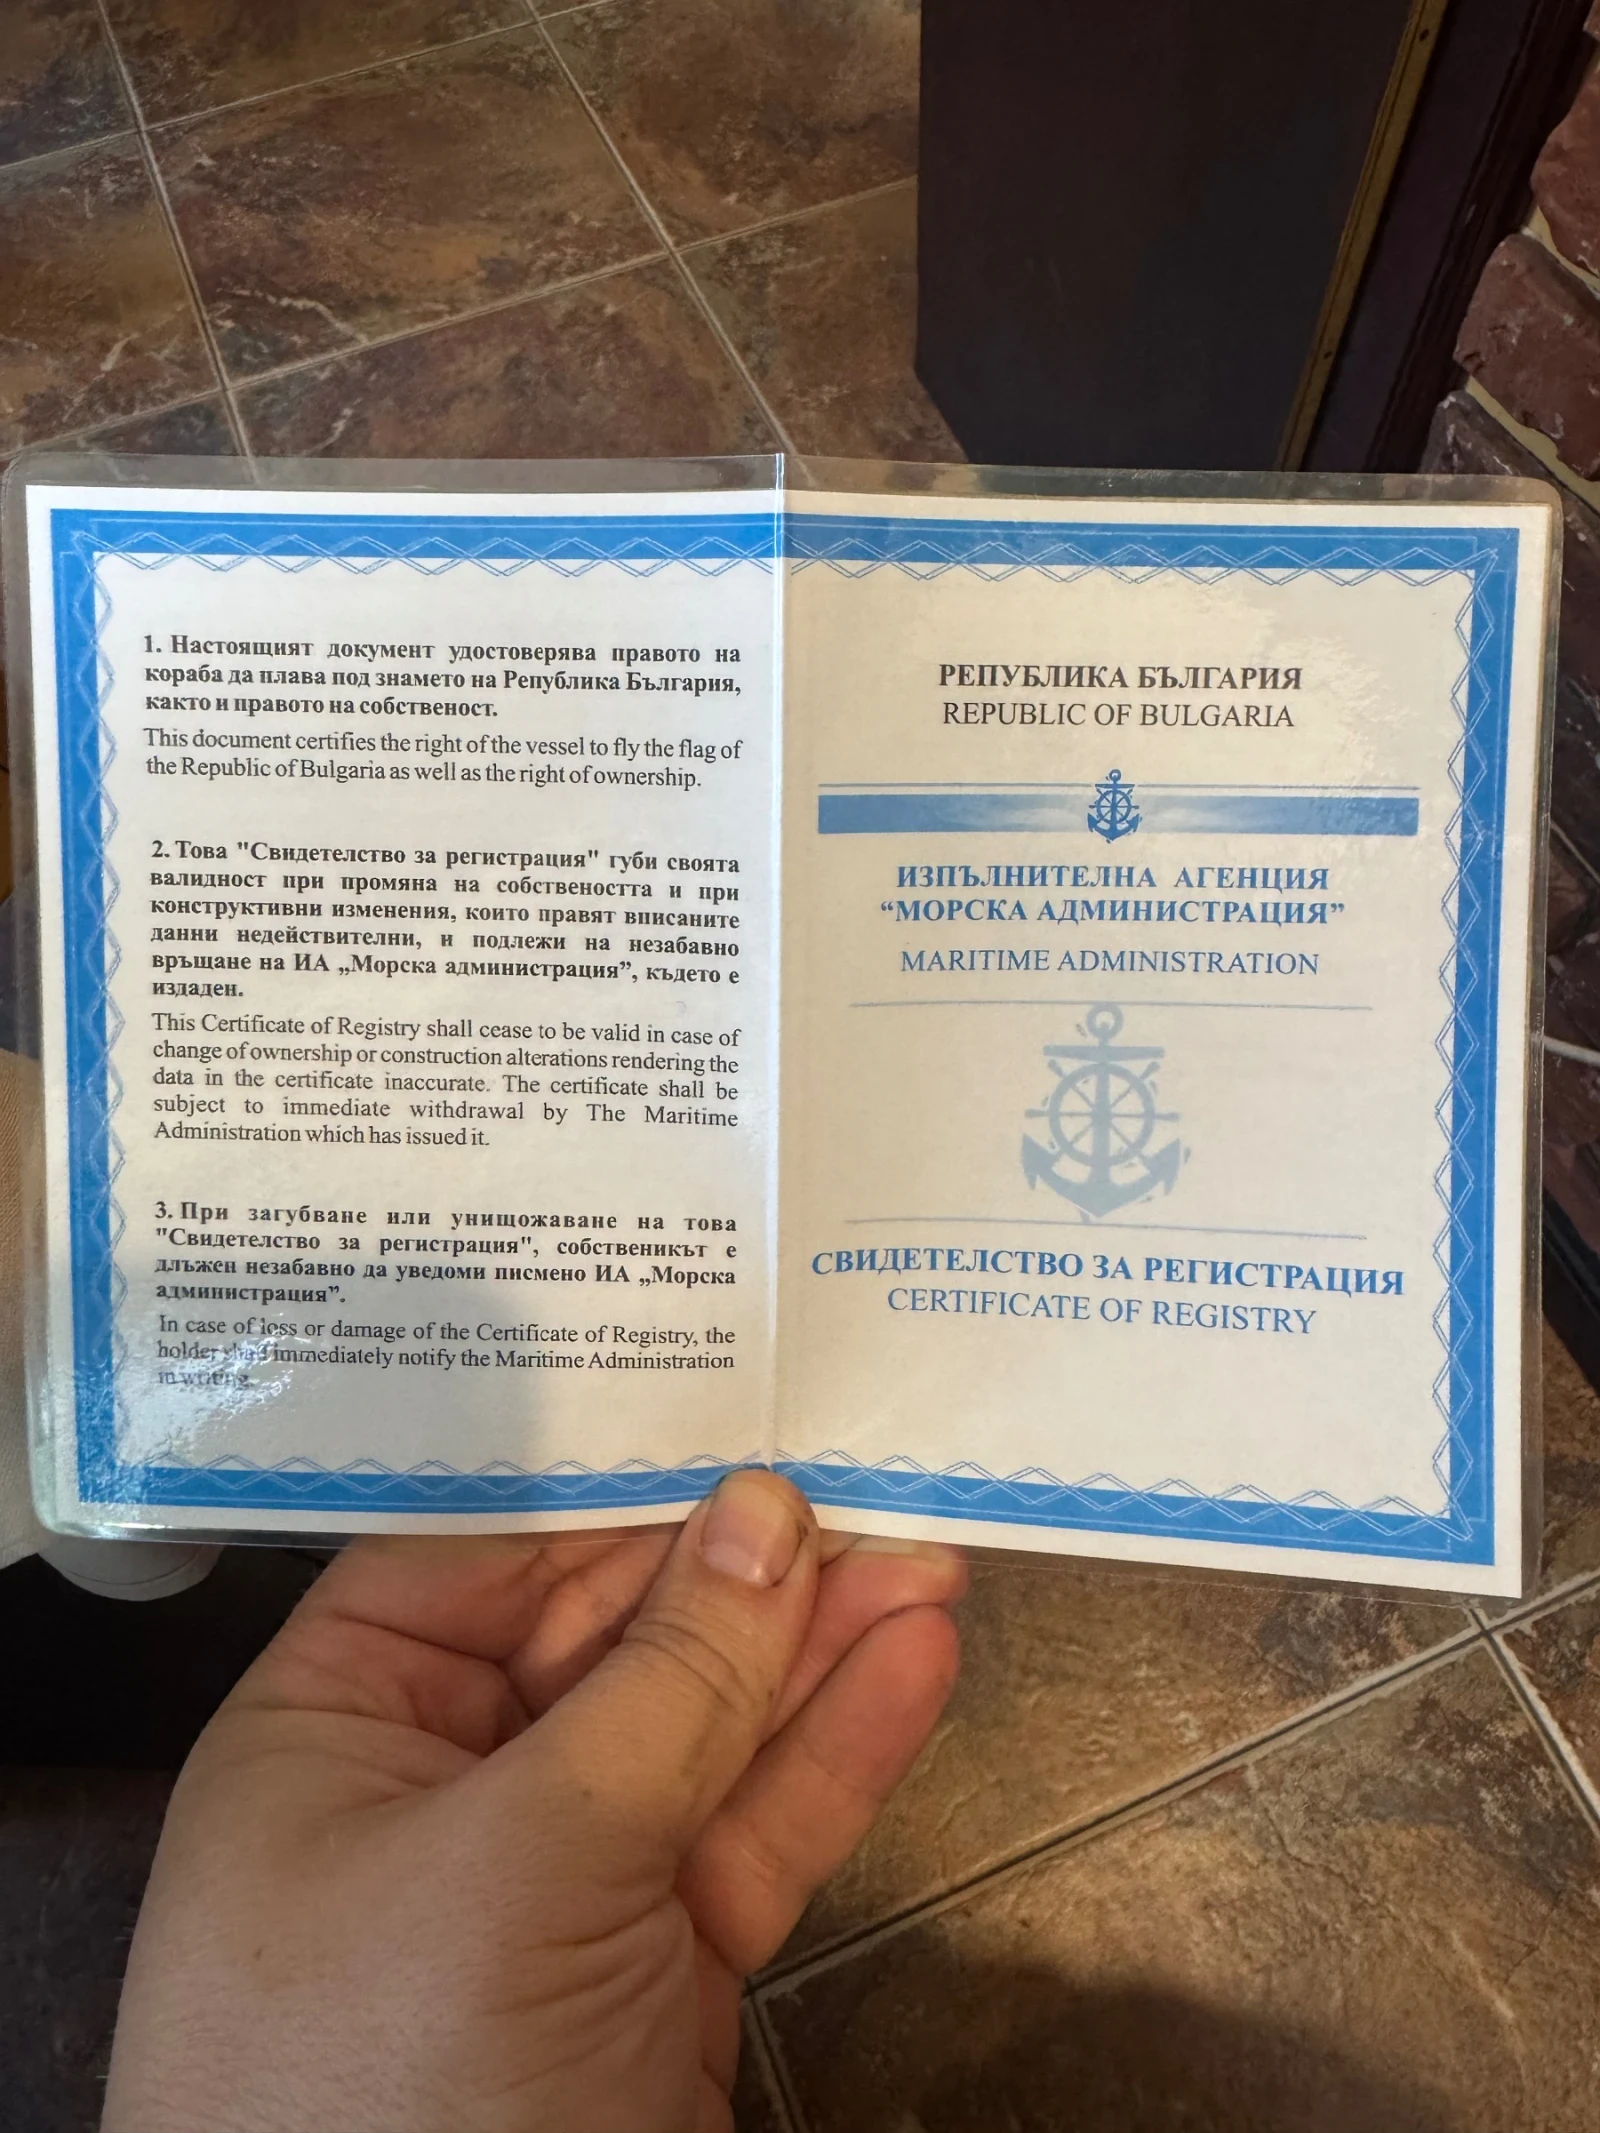 1. Настоящият документ удостоверява правото на
кораба да плава под знамето на Република България,
както и правото на собственост.
This document certifies the right of the vessel to fly the flag of
the Republic of Bulgaria as well as the right of ownership.
2. Това "Свидетелство за регистрация" губи своята
валидност при промяна на собствеността и при
конструктивни изменения, които правят вписаните
данни недействителни, и подлежи на незабавно
връщане на ИА „Морска администрация”, където е
издаден.
This Certificate of Registry shall cease to be valid in case of
change of ownership or construction alterations rendering the
data in the certificate inaccurate. The certificate shall be
subject to immediate withdrawal by The Maritime
Administration which has issued it.
3. При загубване или унищожаване на това
"Свидетелство за регистрация", собственикът е
длъжен незабавно да уведоми писмено ИА „Морска
администрация”.
In case of loss or damage of the Certificate of Registry, the
holder shall immediately notify the Maritime Administration
in writing.
РЕПУБЛИКА БЪЛГАРИЯ
REPUBLIC OF BULGARIA
ИЗПЪЛНИТЕЛНА АГЕНЦИЯ
“МОРСКА АДМИНИСТРАЦИЯ”
MARITIME ADMINISTRATION
СВИДЕТЕЛСТВО ЗА РЕГИСТРАЦИЯ
CERTIFICATE OF REGISTRY